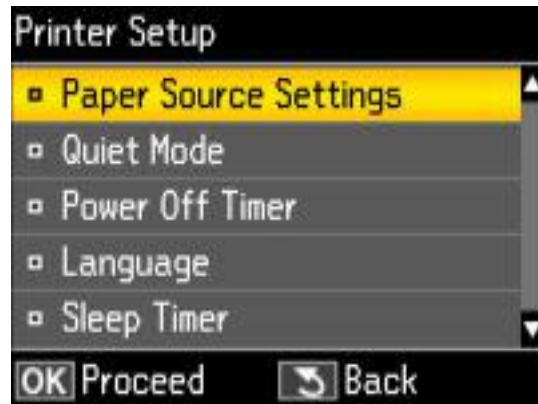 Printer Setup
Paper Source Settings
Quiet Mode
Power Off Timer
Language
Sleep Timer
OK Proceed Back